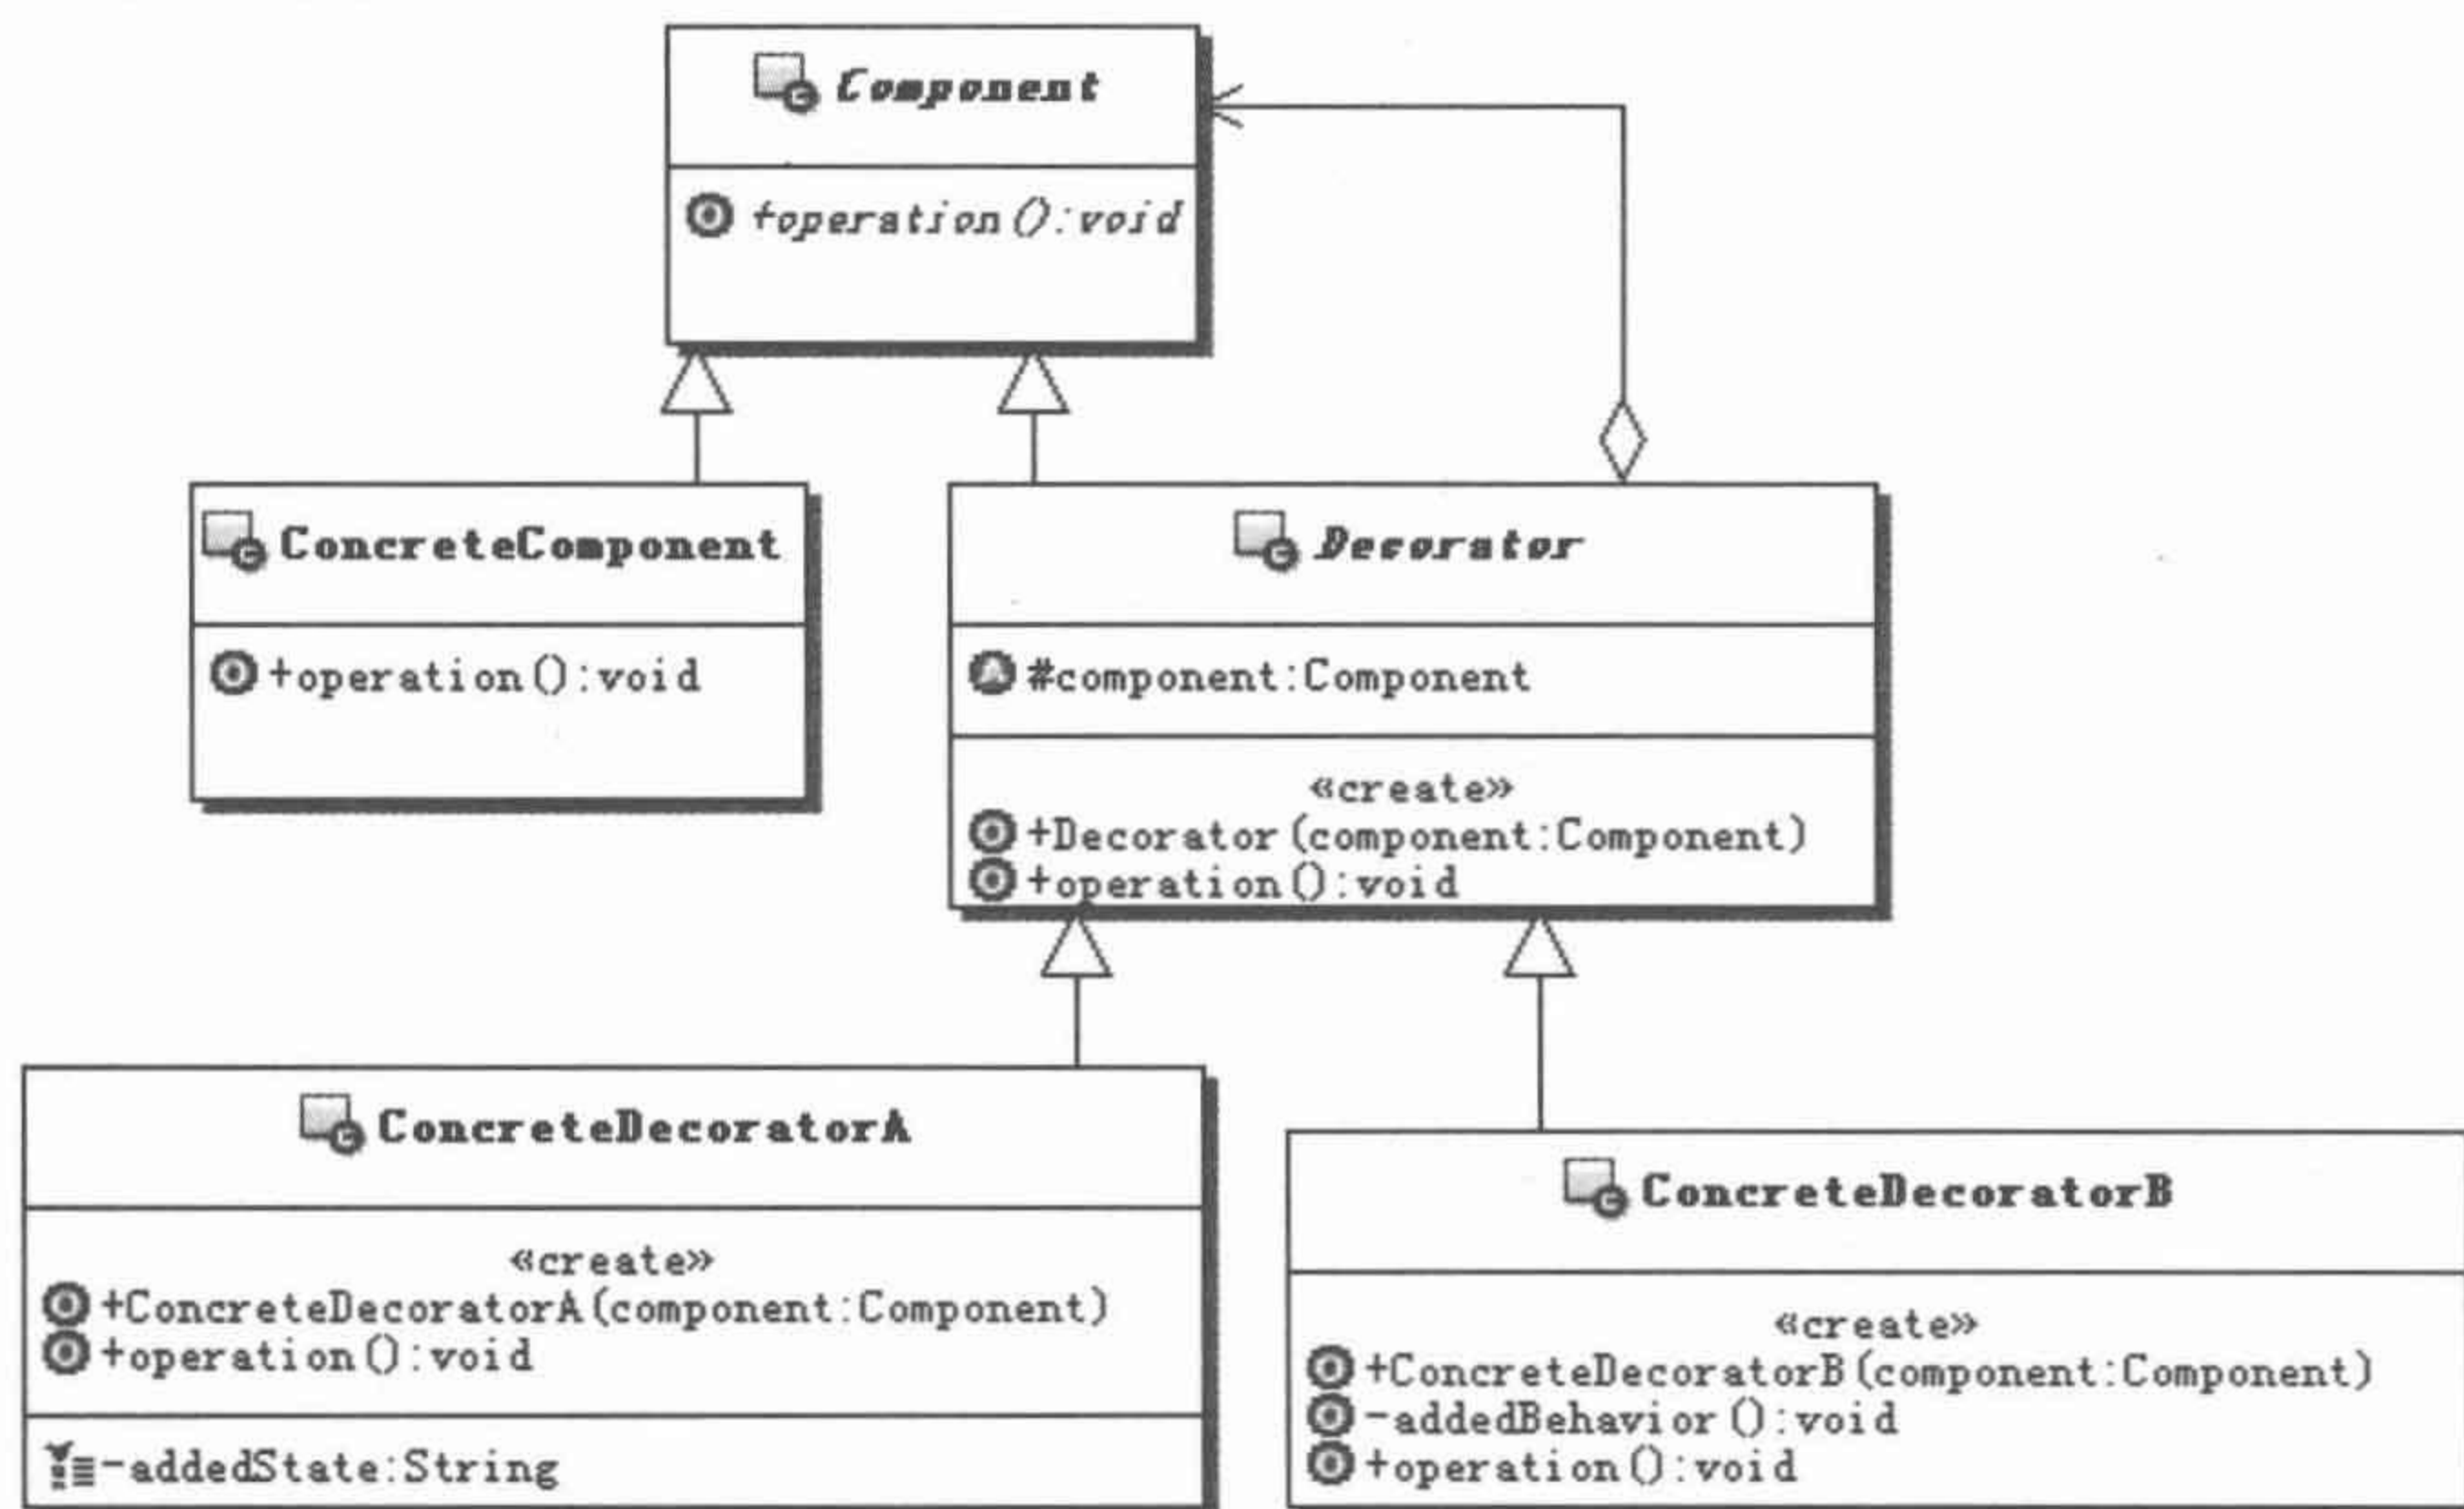 Component
+operation():void
ConcreteComponent
+operation():void
Decorator
#component:Component
«create»
+Decorator(component:Component)
+operation():void
ConcreteDecoratorA
«create»
+ConcreteDecoratorA(component:Component)
+operation():void
-addedState:String
ConcreteDecoratorB
«create»
+ConcreteDecoratorB(component:Component)
-addedBehavior():void
+operation():void